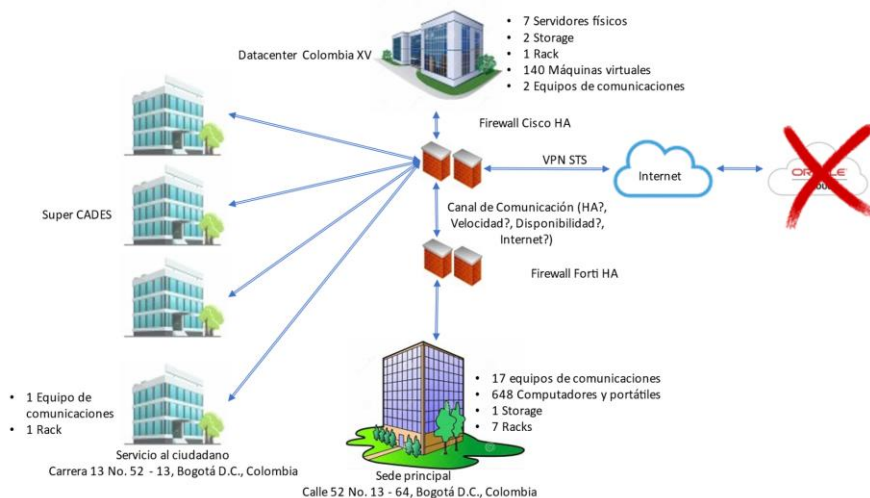 Datacenter Colombia XV
• 7 Servidores físicos
• 2 Storage
• 1 Rack
• 140 Máquinas virtuales
• 2 Equipos de comunicaciones
Firewall Cisco HA
VPN STS
Internet
Super CADES
Canal de Comunicación (HA?,
Velocidad?, Disponibilidad?,
Internet?)
Firewall Forti HA
• 1 Equipo de
comunicaciones
• 1 Rack
Servicio al ciudadano
Carrera 13 No. 52 - 13, Bogotá D.C., Colombia
• 17 equipos de comunicaciones
• 648 Computadores y portátiles
• 1 Storage
• 7 Racks
Sede principal
Calle 52 No. 13 - 64, Bogotá D.C., Colombia